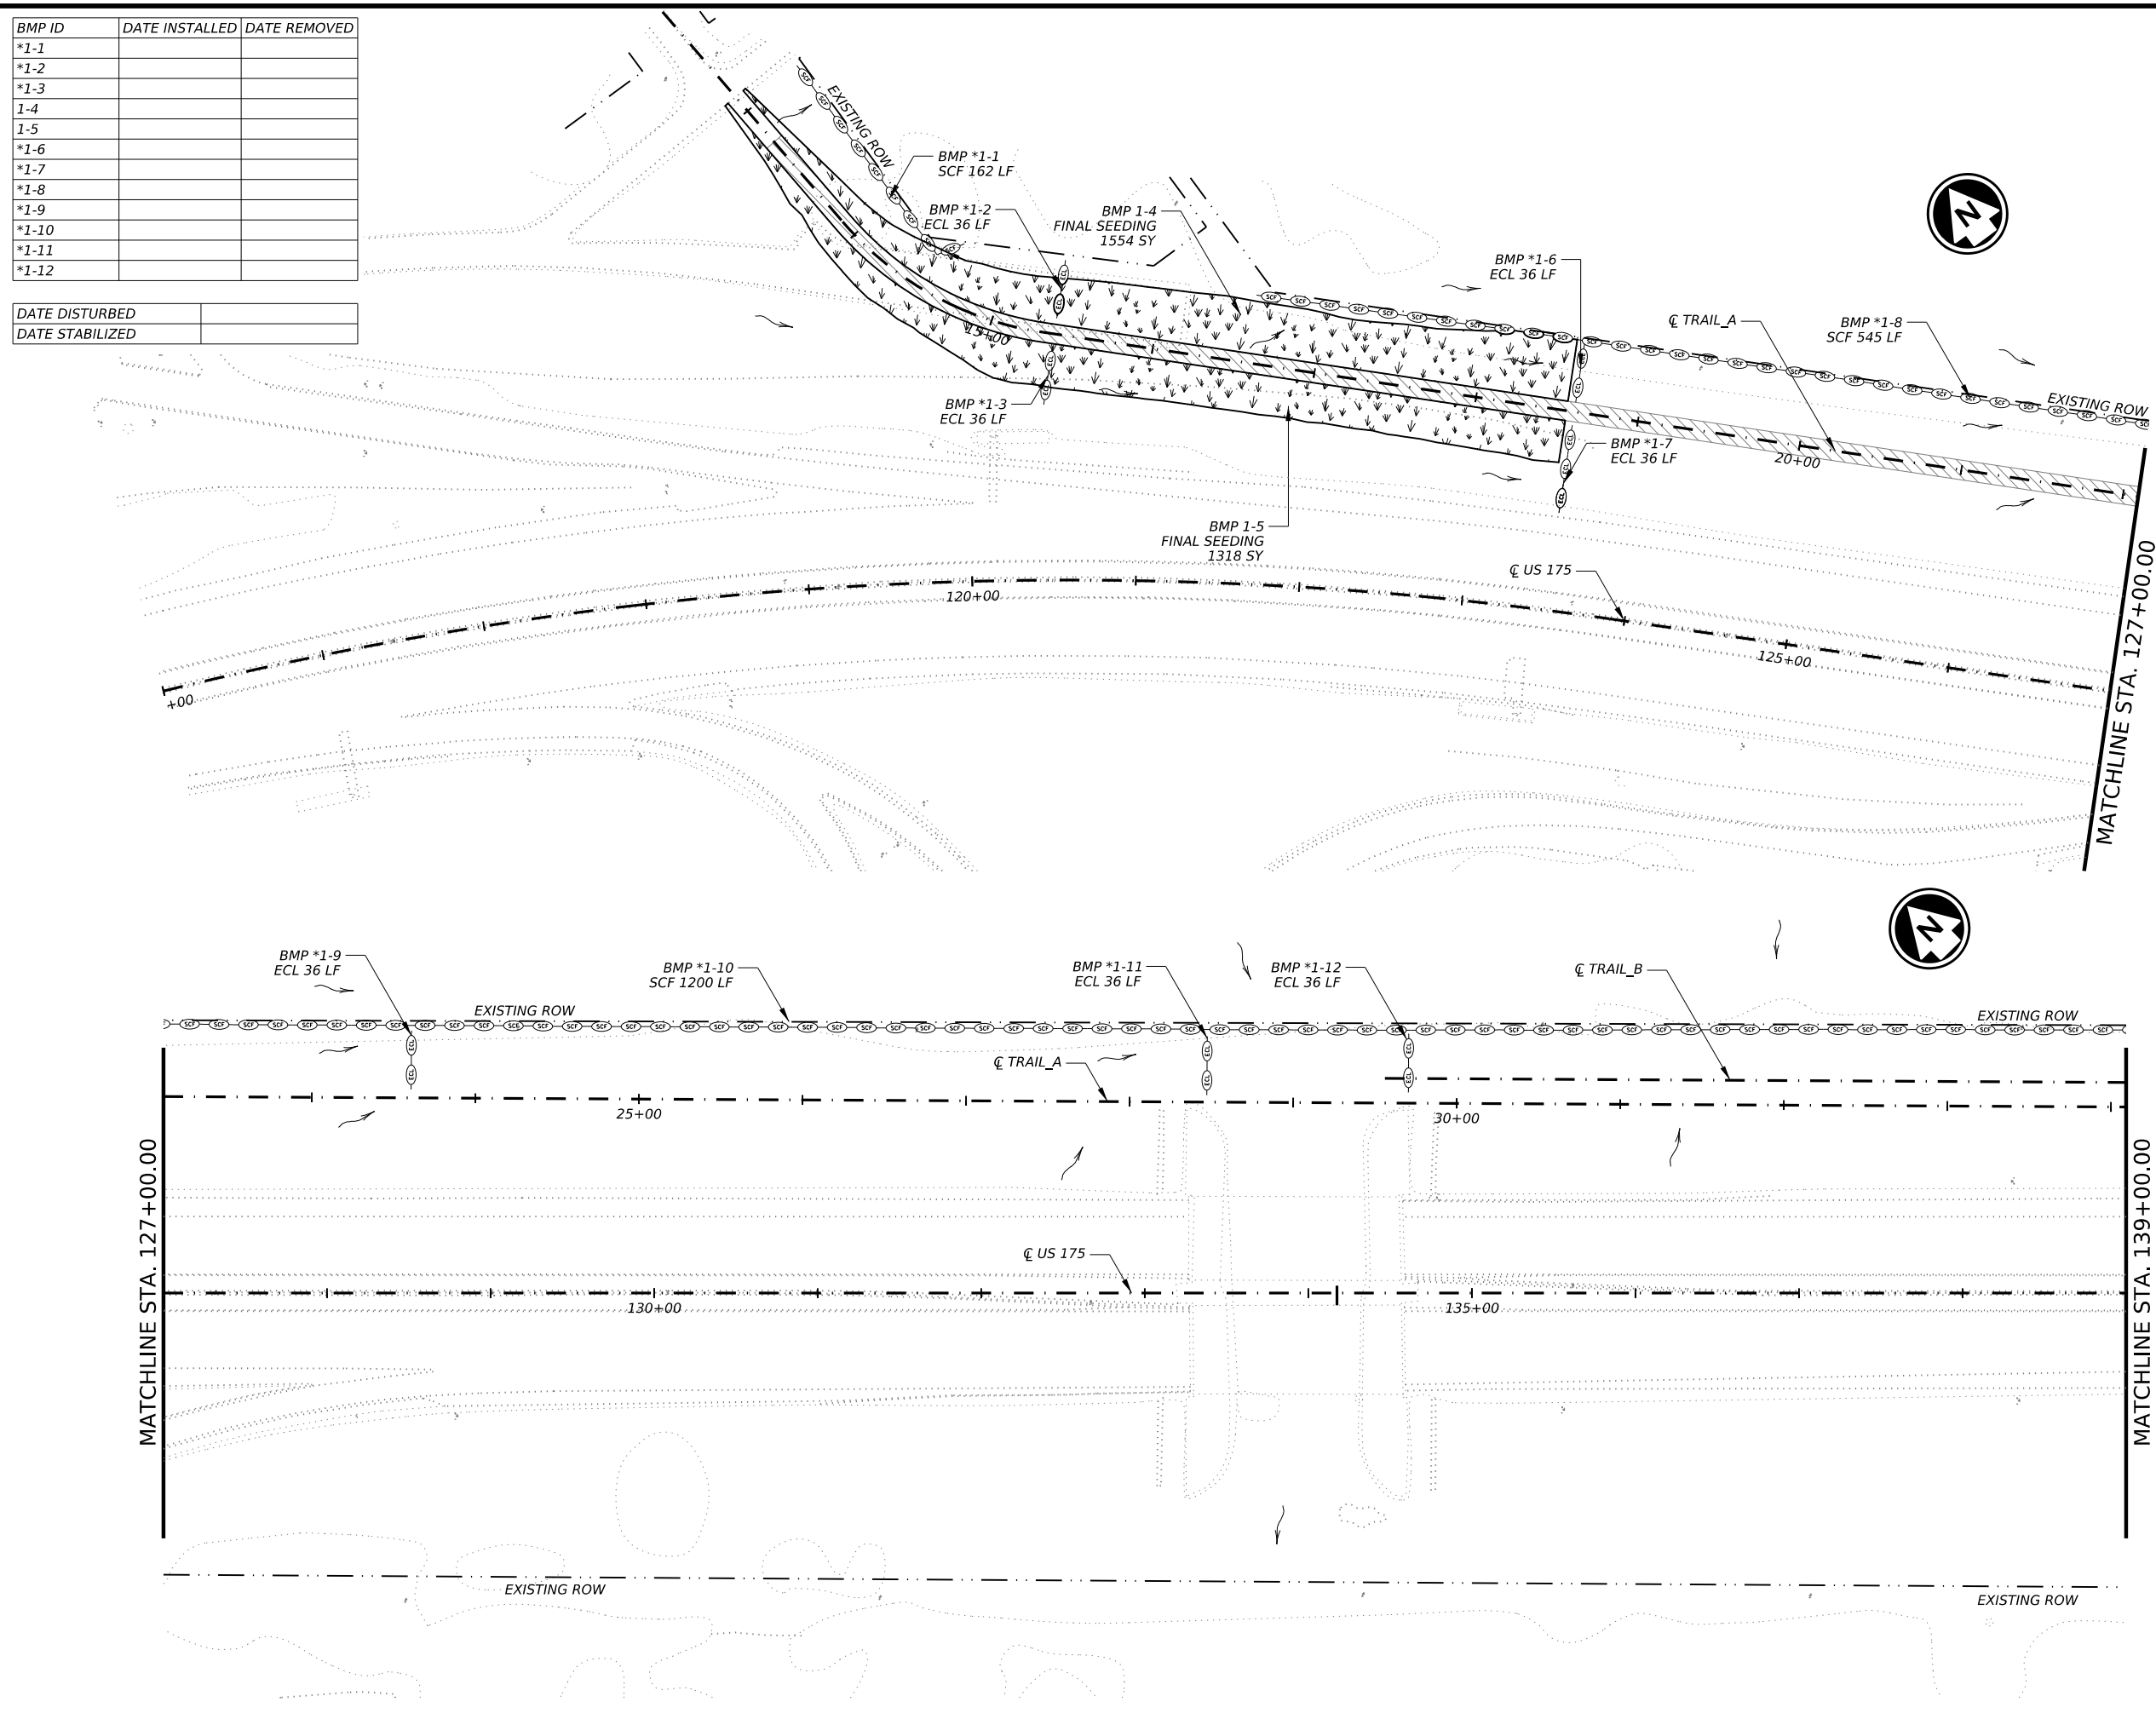 BMP ID DATE INSTALLED DATE REMOVED
*1-1
*1-2
*1-3
1-4
1-5
*1-6
*1-7
*1-8
*1-9
*1-10
*1-11
*1-12
DATE DISTURBED
DATE STABILIZED
EXISTING ROW
BMP *1-1
SCF 162 LF
BMP *1-2
ECL 36 LF
BMP 1-4
FINAL SEEDING
1554 SY
BMP *1-6
ECL 36 LF
℄ TRAIL_A
BMP *1-8
SCF 545 LF
EXISTING ROW
15+00
BMP *1-3
ECL 36 LF
BMP *1-7
ECL 36 LF
20+00
BMP 1-5
FINAL SEEDING
1318 SY
℄ US 175
120+00
125+00
+00
MATCHLINE STA. 127+00.00
N
SCF
ECL
N
BMP *1-9
ECL 36 LF
BMP *1-10
SCF 1200 LF
BMP *1-11
ECL 36 LF
BMP *1-12
ECL 36 LF
℄ TRAIL_B
EXISTING ROW
EXISTING ROW
SCF
ECL
℄ TRAIL_A
25+00
30+00
MATCHLINE STA. 127+00.00
MATCHLINE STA. 139+00.00
℄ US 175
130+00
135+00
EXISTING ROW
EXISTING ROW